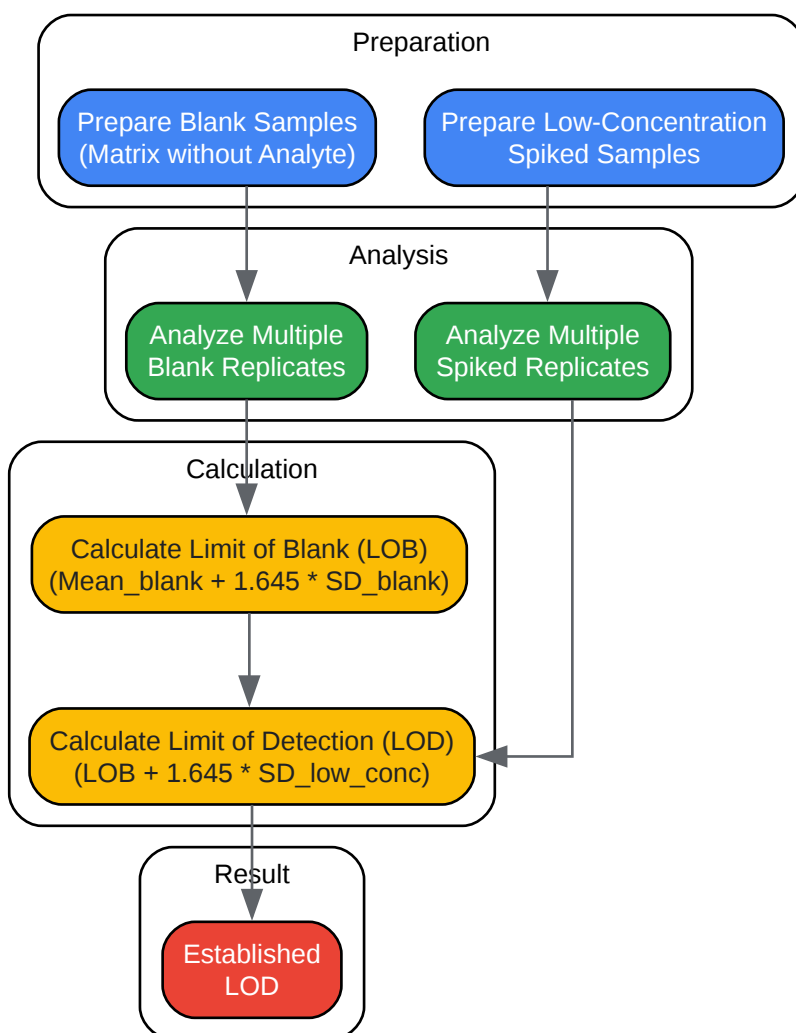 Preparation
Prepare Blank Samples
(Matrix without Analyte)
Prepare Low-Concentration
Spiked Samples
Analysis
Analyze Multiple
Blank Replicates
Analyze Multiple
Spiked Replicates
Calculation
Calculate Limit of Blank (LOB)
(Mean_blank + 1.645 * SD_blank)
Calculate Limit of Detection (LOD)
(LOB + 1.645 * SD_low_conc)
Result
Established
LOD